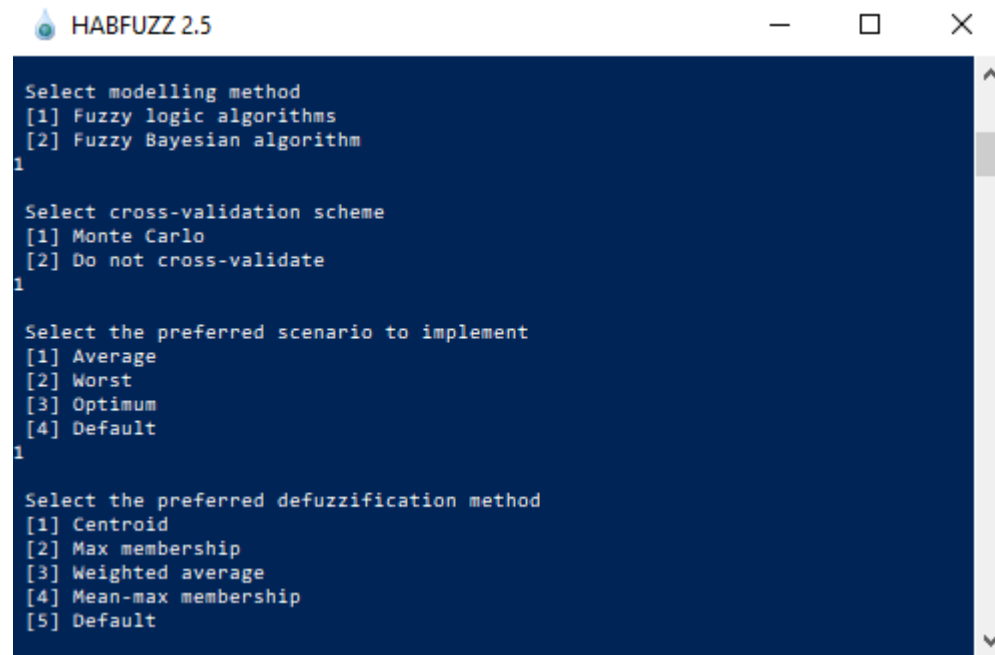 HABFUZZ 2.5
Select modelling method
[1] Fuzzy logic algorithms
[2] Fuzzy Bayesian algorithm
1
Select cross-validation scheme
[1] Monte Carlo
[2] Do not cross-validate
1
Select the preferred scenario to implement
[1] Average
[2] Worst
[3] Optimum
[4] Default
1
Select the preferred defuzzification method
[1] Centroid
[2] Max membership
[3] Weighted average
[4] Mean-max membership
[5] Default